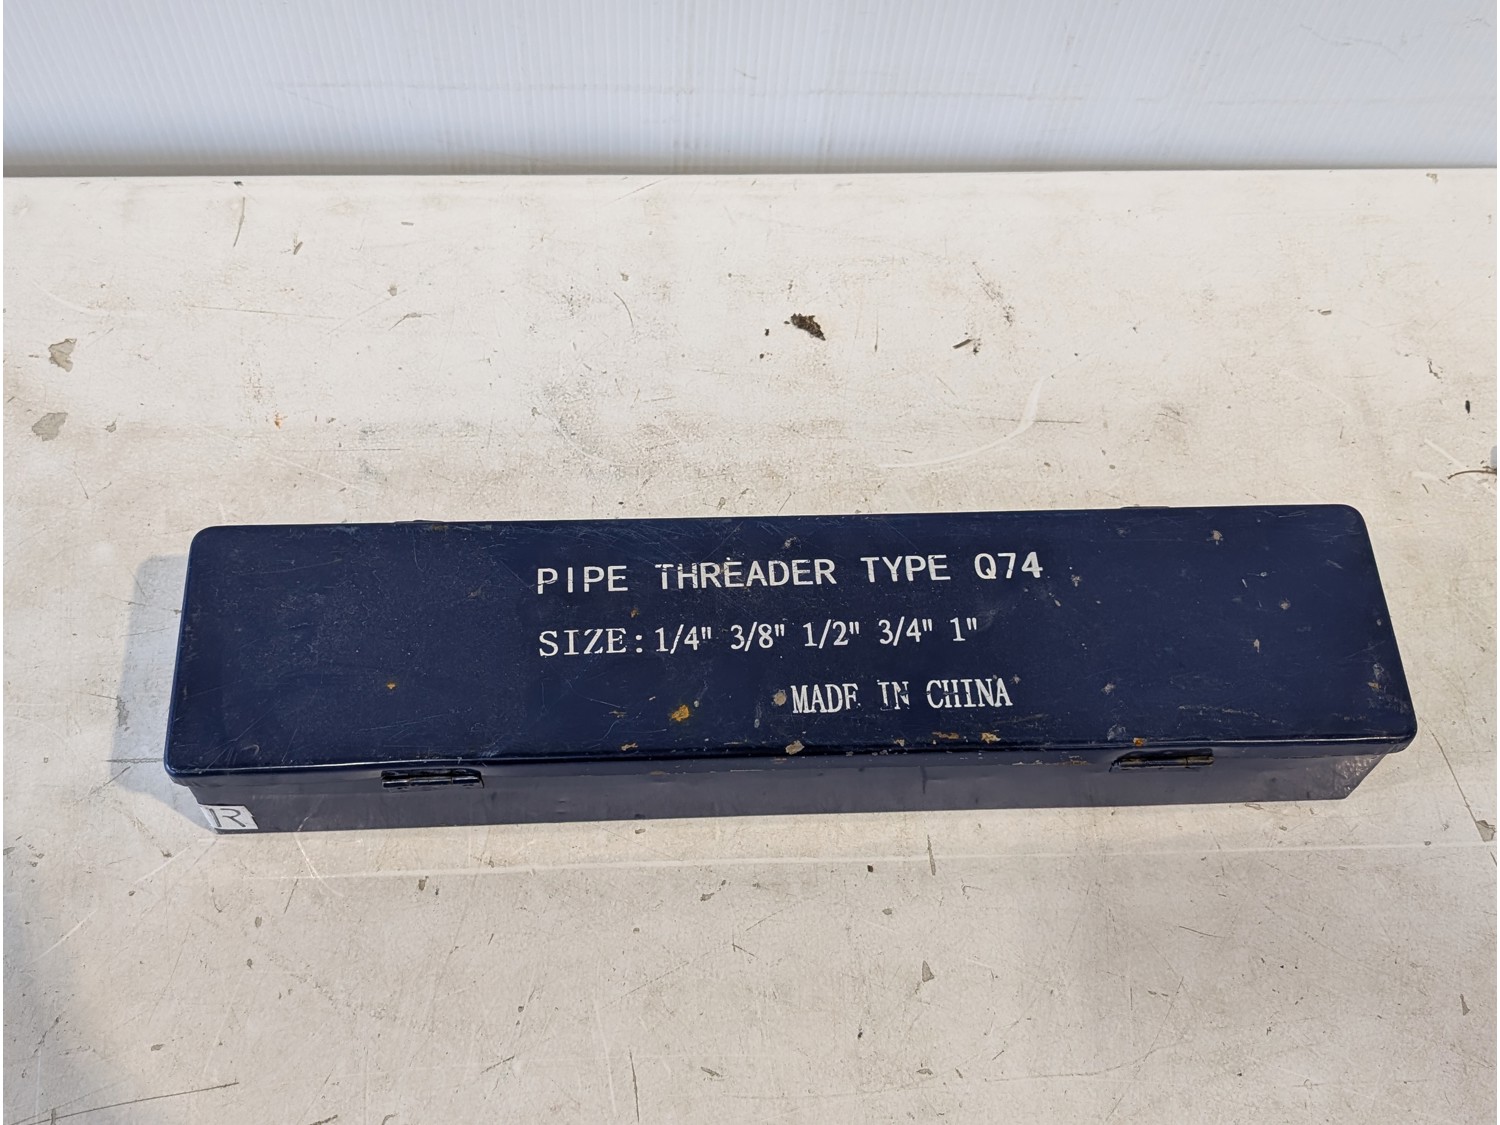 PIPE THREADER TYPE Q74
SIZE: 1/4" 3/8" 1/2" 3/4" 1"
MADE IN CHINA
R